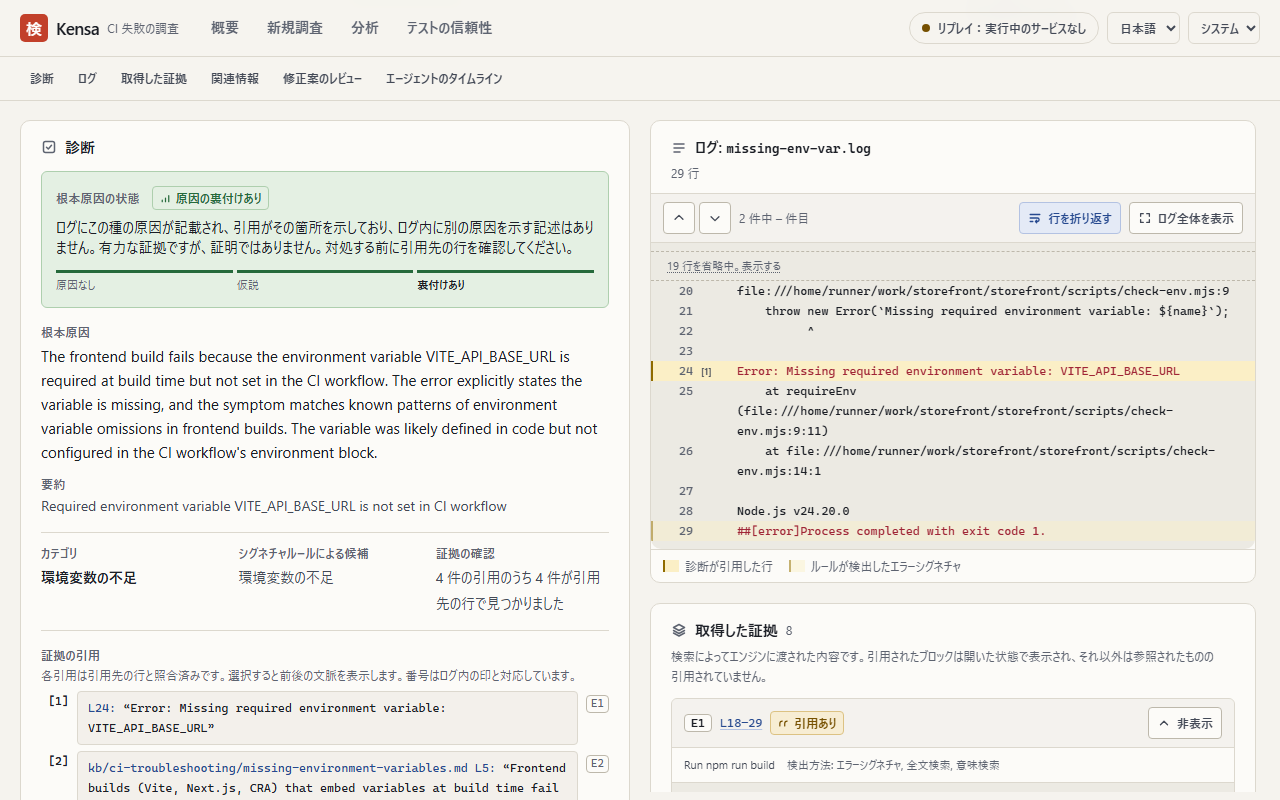 検 Kensa CI 失敗の調査 概要 新規調査 分析 テストの信頼性 リプレイ：実行中のサービスなし 日本語 システム
診断 ログ 取得した証拠 関連情報 修正案のレビュー エージェントのタイムライン
診断
根本原因の状態 原因の裏付けあり
ログにこの種の原因が記載され、引用がその箇所を示しており、ログ内に別の原因を示す記述はあり
ません。有力な証拠ですが、証明ではありません。対処する前に引用先の行を確認してください。
原因なし 仮説 裏付けあり
根本原因
The frontend build fails because the environment variable VITE_API_BASE_URL is
required at build time but not set in the CI workflow. The error explicitly states the
variable is missing, and the symptom matches known patterns of environment
variable omissions in frontend builds. The variable was likely defined in code but not
configured in the CI workflow's environment block.
要約
Required environment variable VITE_API_BASE_URL is not set in CI workflow
カテゴリ シグネチャルールによる候補 証拠の確認
環境変数の不足 環境変数の不足 4 件の引用のうち 4 件が引用
先の行で見つかりました
証拠の引用
各引用は引用先の行と照合済みです。選択すると前後の文脈を表示します。番号はログ内の印と対応しています。
[1] L24: “Error: Missing required environment variable: E1
VITE_API_BASE_URL”
[2] kb/ci-troubleshooting/missing-environment-variables.md L5: “Frontend E2
builds (Vite, Next.js, CRA) that embed variables at build time fail
ログ: missing-env-var.log
29 行
2 件中 – 件目 行を折り返す ログ全体を表示
19 行を省略中。表示する
20 file:///home/runner/work/storefront/storefront/scripts/check-env.mjs:9
21 throw new Error(`Missing required environment variable: ${name}`);
22 ^
23
24 [1] Error: Missing required environment variable: VITE_API_BASE_URL
25 at requireEnv
(file:///home/runner/work/storefront/storefront/scripts/check-
env.mjs:9:11)
26 at file:///home/runner/work/storefront/storefront/scripts/check-
env.mjs:14:1
27
28 Node.js v24.20.0
29 ##[error]Process completed with exit code 1.
診断が引用した行 ルールが検出したエラーシグネチャ
取得した証拠 8
検索によってエンジンに渡された内容です。引用されたブロックは開いた状態で表示され、それ以外は参照されたものの
引用されていません。
E1 L18–29 引用あり 非表示
Run npm run build 検出方法: エラーシグネチャ, 全文検索, 意味検索